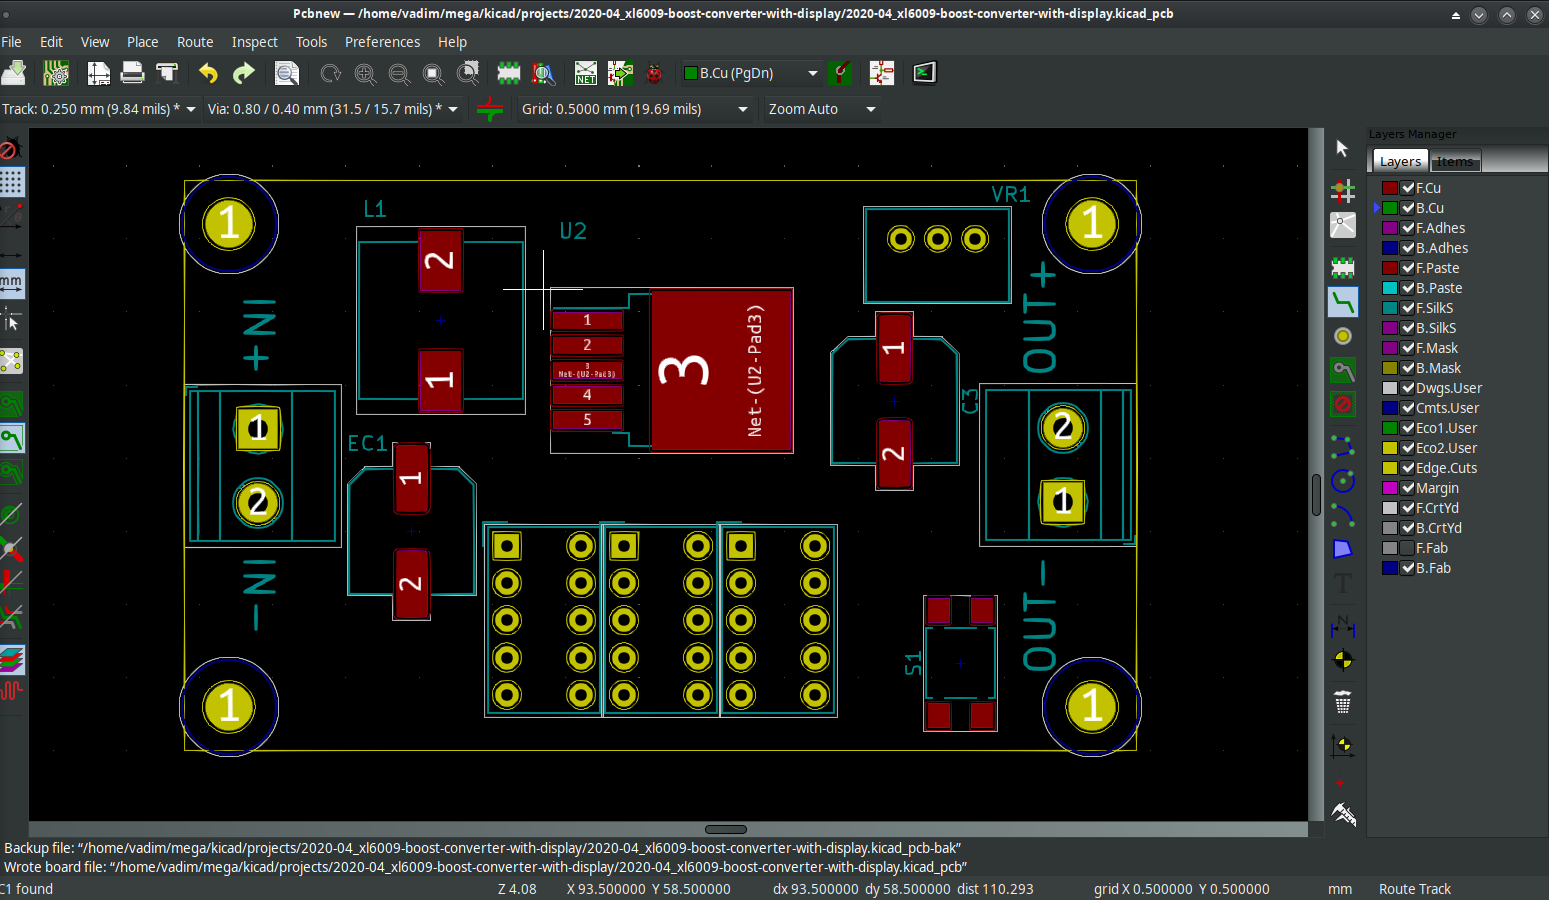 Pcbnew — /home/vadim/mega/kicad/projects/2020-04_xl6009-boost-converter-with-display/2020-04_xl6009-boost-converter-with-display.kicad_pcb
File Edit View Place Route Inspect Tools Preferences Help
NET B.Cu (PgDn)
Track: 0.250 mm (9.84 mils) * Via: 0.80 / 0.40 mm (31.5 / 15.7 mils) * Grid: 0.5000 mm (19.69 mils) Zoom Auto
Layers Manager
Layers Items
F.Cu
B.Cu
F.Adhes
B.Adhes
F.Paste
B.Paste
F.SilkS
B.SilkS
F.Mask
B.Mask
Dwgs.User
Cmts.User
Eco1.User
Eco2.User
Edge.Cuts
Margin
F.CrtYd
B.CrtYd
F.Fab
B.Fab
mm
1
L1
U2
VR1
1
2
1
IN+
1
2
3
Net-(U2-Pad3)
4
5
3
Net-(U2-Pad3)
1
2
C3
OUT+
1
2
EC1
1
2
2
1
IN-
OUT-
S1
1
1
Backup file: “/home/vadim/mega/kicad/projects/2020-04_xl6009-boost-converter-with-display/2020-04_xl6009-boost-converter-with-display.kicad_pcb-bak”
Wrote board file: “/home/vadim/mega/kicad/projects/2020-04_xl6009-boost-converter-with-display/2020-04_xl6009-boost-converter-with-display.kicad_pcb”
C1 found Z 4.08 X 93.500000 Y 58.500000 dx 93.500000 dy 58.500000 dist 110.293 grid X 0.500000 Y 0.500000 mm Route Track